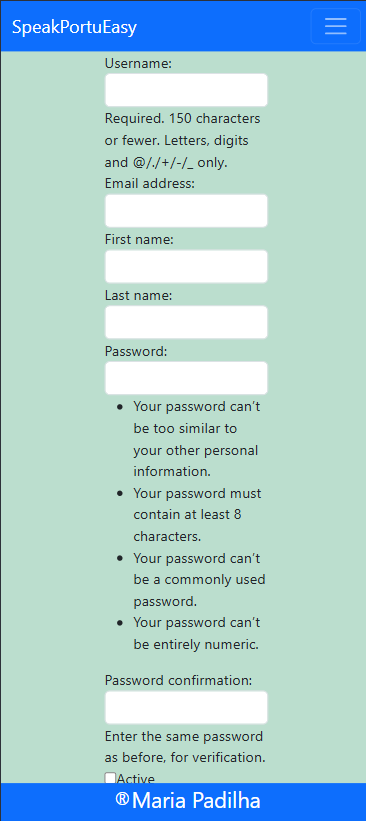 SpeakPortuEasy
Username:
Required. 150 characters
or fewer. Letters, digits
and @/./+/-/_ only.
Email address:
First name:
Last name:
Password:
Your password can't
be too similar to
your other personal
information.
Your password must
contain at least 8
characters.
Your password can't
be a commonly used
password.
Your password can't
be entirely numeric.
Password confirmation:
Enter the same password
as before, for verification.
Active
®Maria Padilha